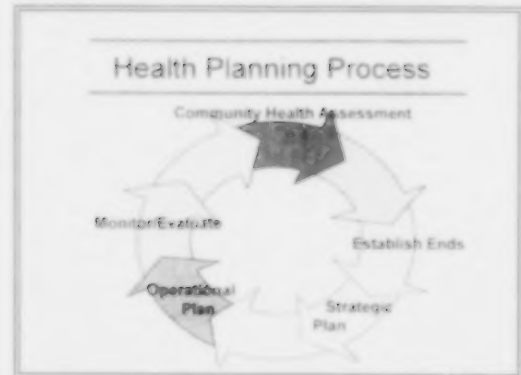 Health Planning Process
Community Health Assessment
Monitor/Evaluate
Establish Ends
Operational
Plan
Strategic
Plan